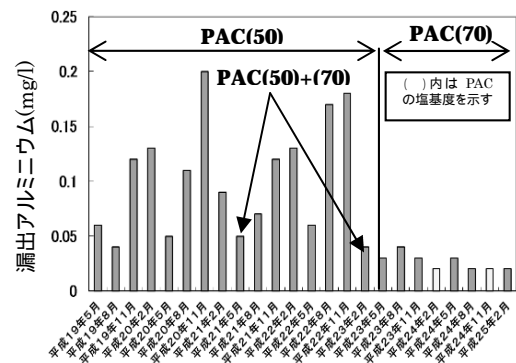 PAC(50)
PAC(70)
PAC(50)+(70)
( )内は PAC
の塩基度を示す
漏出アルミニウム(mg/l)
0.25
0.2
0.15
0.1
0.05
0
平成19年5月
平成19年8月
平成19年11月
平成20年2月
平成20年5月
平成20年8月
平成20年11月
平成21年2月
平成21年5月
平成21年8月
平成21年11月
平成22年2月
平成22年5月
平成22年8月
平成22年11月
平成23年2月
平成23年5月
平成23年8月
平成23年11月
平成24年2月
平成24年5月
平成24年8月
平成24年11月
平成25年2月